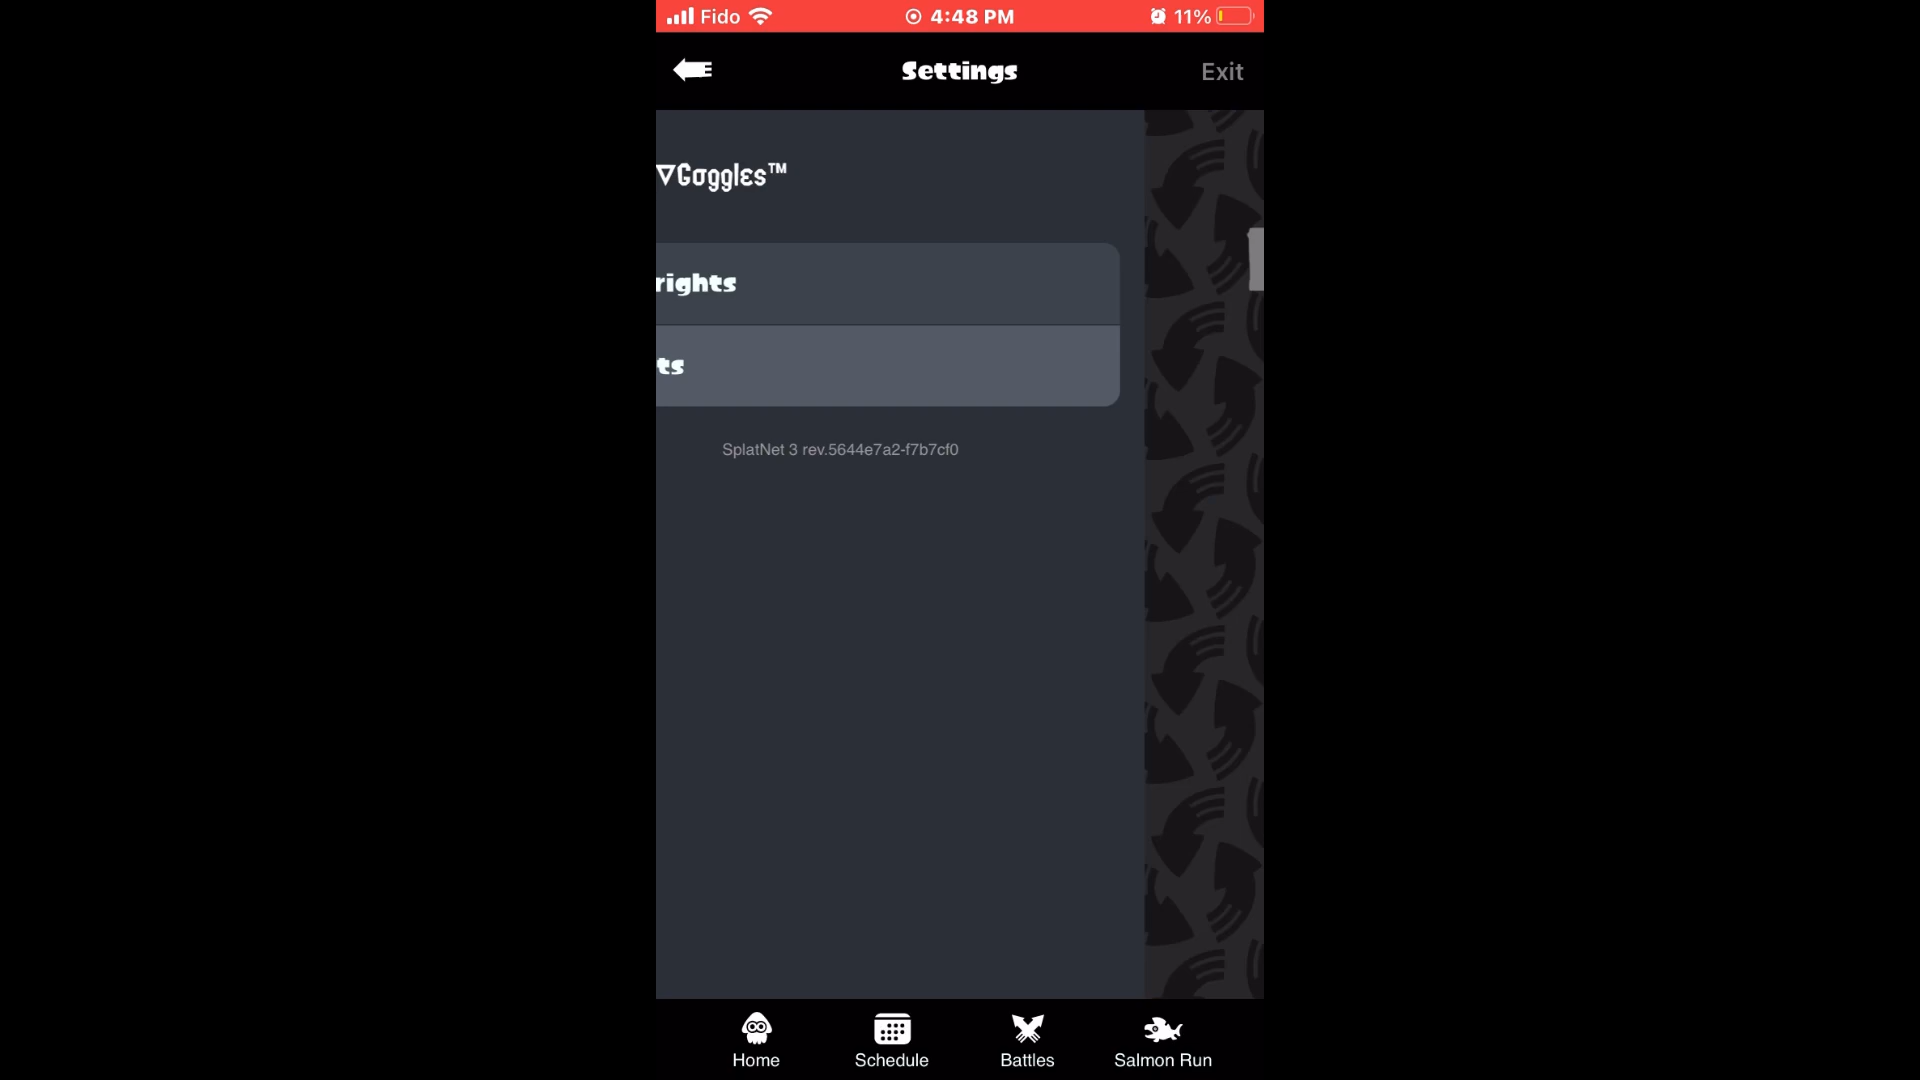 Fido 4:48 PM 11%
Settings Exit
∇Gσgglεs™
rights
ts
SplatNet 3 rev.5644e7a2-f7b7cf0
Home Schedule Battles Salmon Run